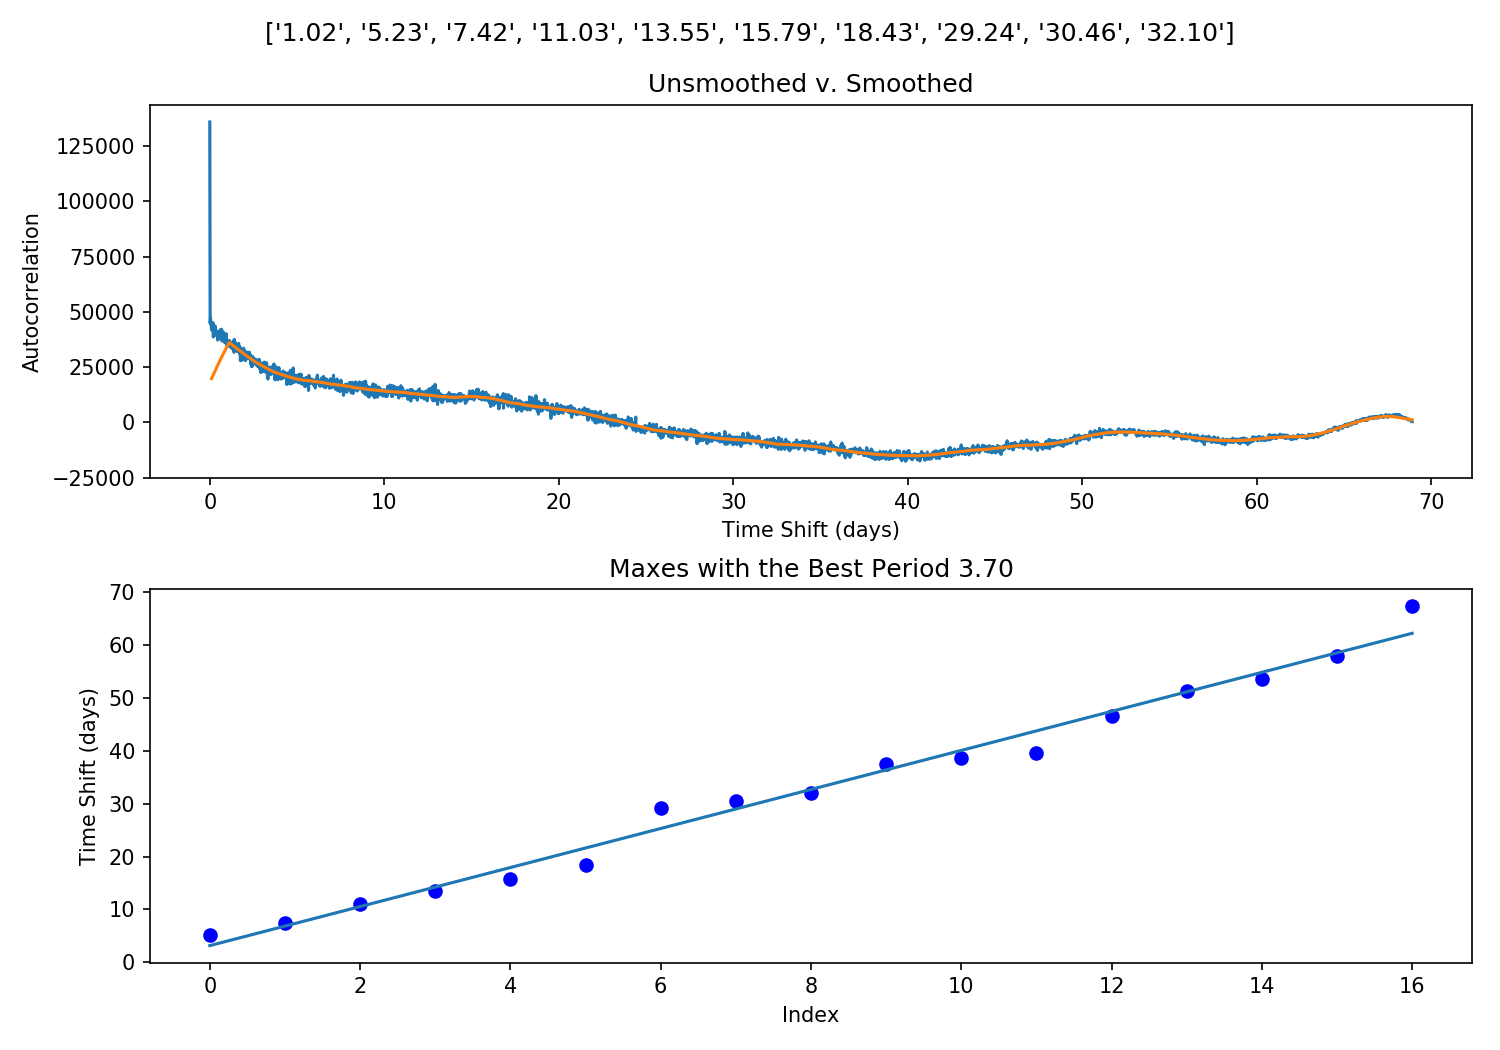 ['1.02', '5.23', '7.42', '11.03', '13.55', '15.79', '18.43', '29.24', '30.46', '32.10']
Unsmoothed v. Smoothed
Autocorrelation
125000
100000
75000
50000
25000
0
−25000
0 10 20 30 40 50 60 70
Time Shift (days)
Maxes with the Best Period 3.70
Time Shift (days)
70
60
50
40
30
20
10
0
0 2 4 6 8 10 12 14 16
Index